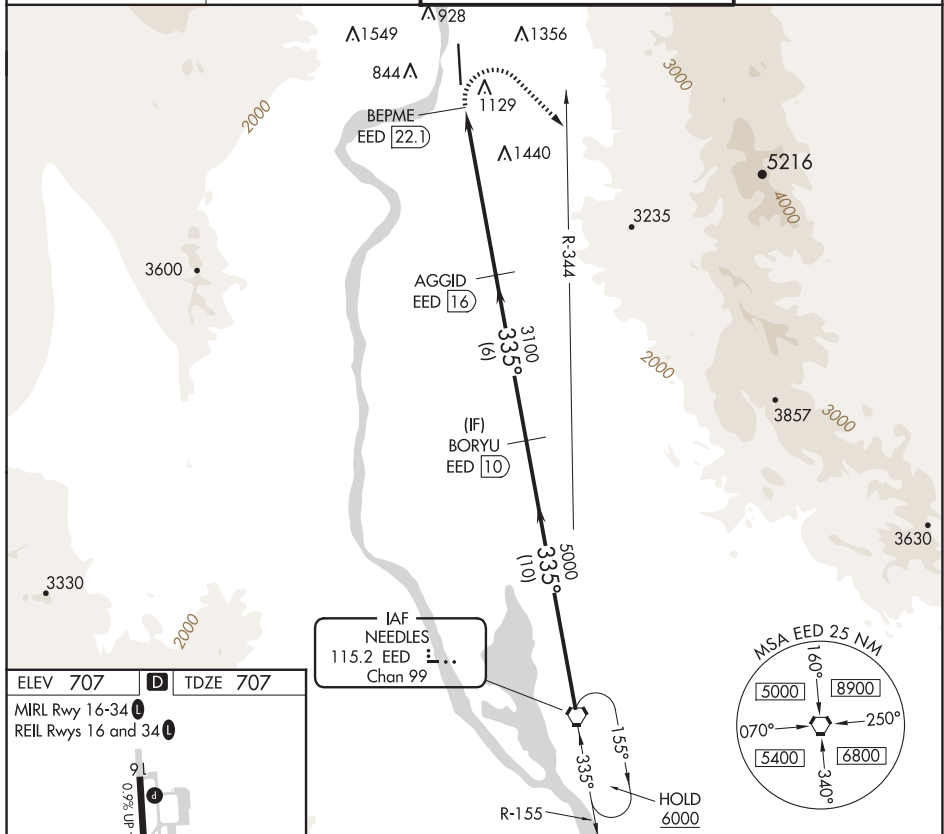 928
1549
1356
844
3000
2000
1129
BEPME
EED 22.1
1440
5216
4000
3235
R-344
3600
AGGID
EED 16
3100
335°
(6)
2000
3857
3000
(IF)
BORYU
EED 10
3630
5000
335°
(10)
3330
2000
IAF
NEEDLES
115.2 EED
Chan 99
MSA EED 25 NM
160°
5000
8900
070°
250°
5400
6800
340°
ELEV 707
D
TDZE 707
MIRL Rwy 16-34 L
REIL Rwys 16 and 34 L
16
0.9% UP
P
155°
335°
HOLD
6000
R-155